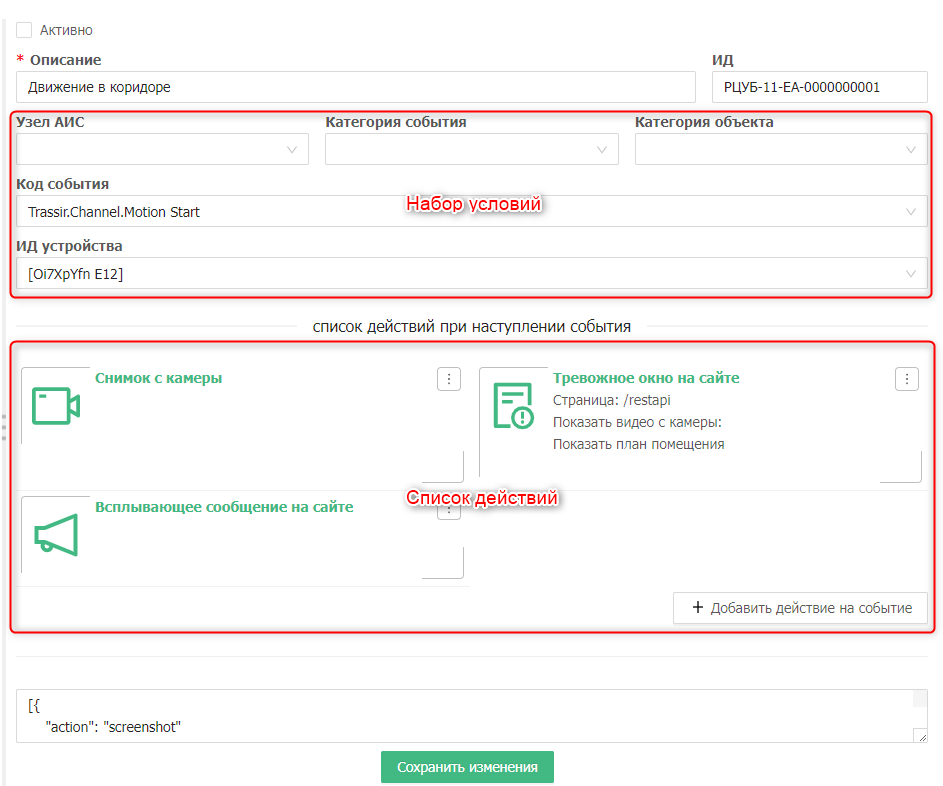 Активно
* Описание
ИД
Движение в коридоре
РЦУБ-11-EA-0000000001
Узел АИС
Категория события
Категория объекта
Код события
Trassir.Channel.Motion Start
Набор условий
ИД устройства
[Oi7XpYfn E12]
список действий при наступлении события
Снимок с камеры
Тревожное окно на сайте
Страница: /restapi
Показать видео с камеры:
Показать план помещения
Список действий
Всплывающее сообщение на сайте
+ Добавить действие на событие
[{
"action": "screenshot"
Сохранить изменения